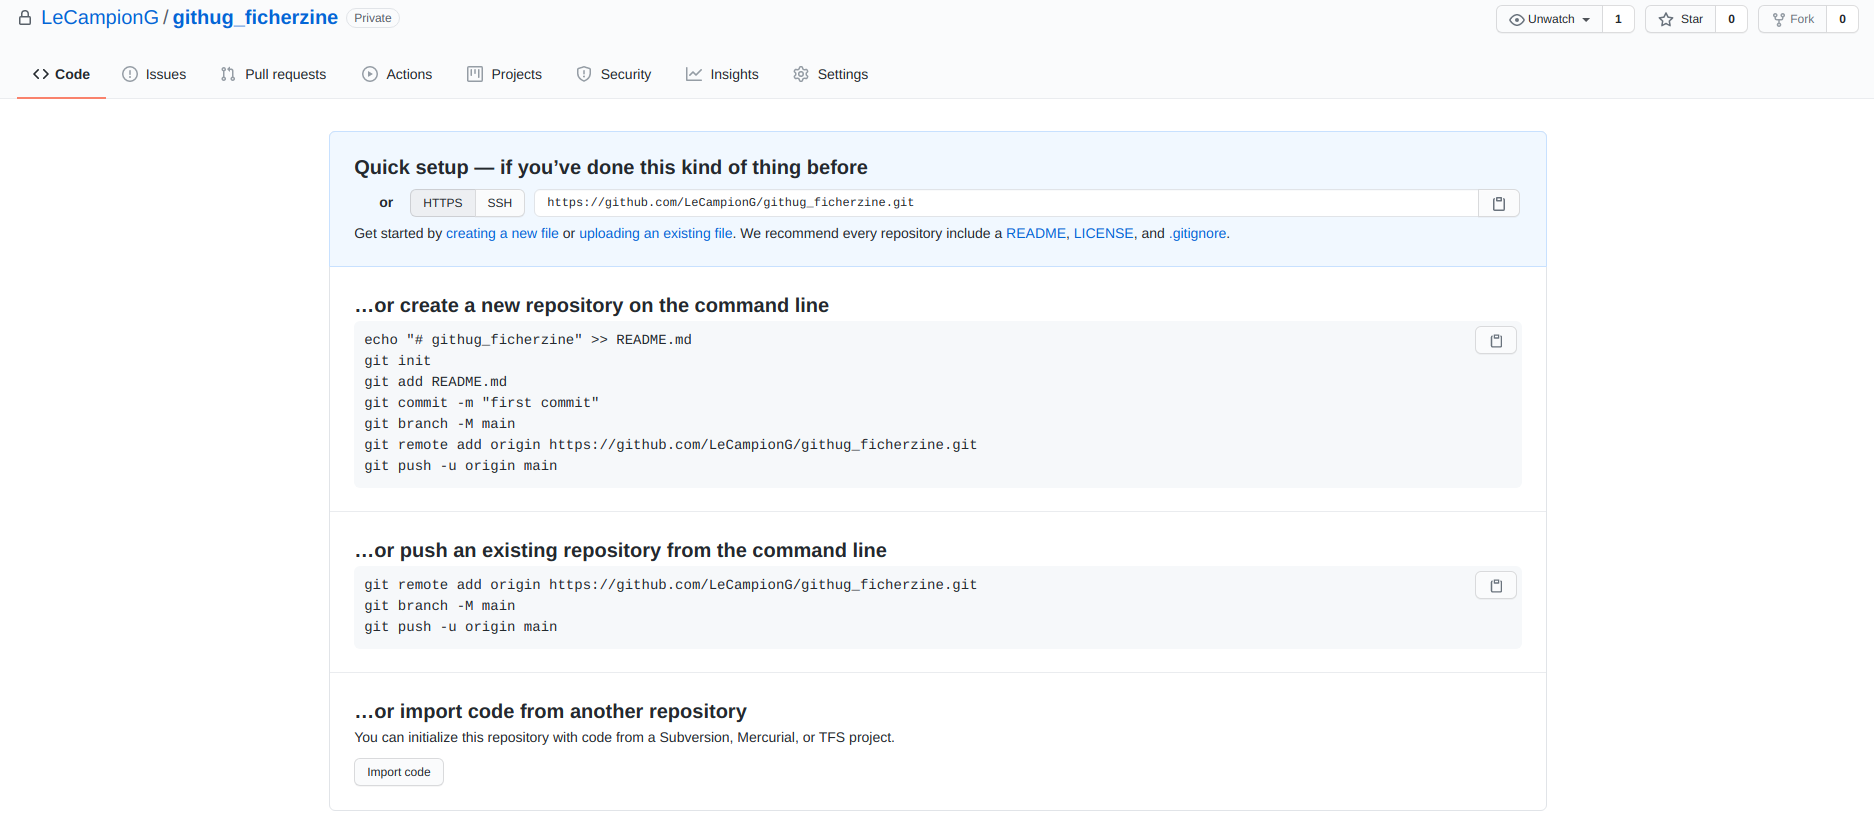 LeCampionG / githug_ficherzine Private
Unwatch 1 Star 0 Fork 0
Code Issues Pull requests Actions Projects Security Insights Settings
Quick setup — if you’ve done this kind of thing before
or HTTPS SSH https://github.com/LeCampionG/githug_ficherzine.git
Get started by creating a new file or uploading an existing file. We recommend every repository include a README, LICENSE, and .gitignore.
…or create a new repository on the command line
echo "# githug_ficherzine" >> README.md
git init
git add README.md
git commit -m "first commit"
git branch -M main
git remote add origin https://github.com/LeCampionG/githug_ficherzine.git
git push -u origin main
…or push an existing repository from the command line
git remote add origin https://github.com/LeCampionG/githug_ficherzine.git
git branch -M main
git push -u origin main
…or import code from another repository
You can initialize this repository with code from a Subversion, Mercurial, or TFS project.
Import code